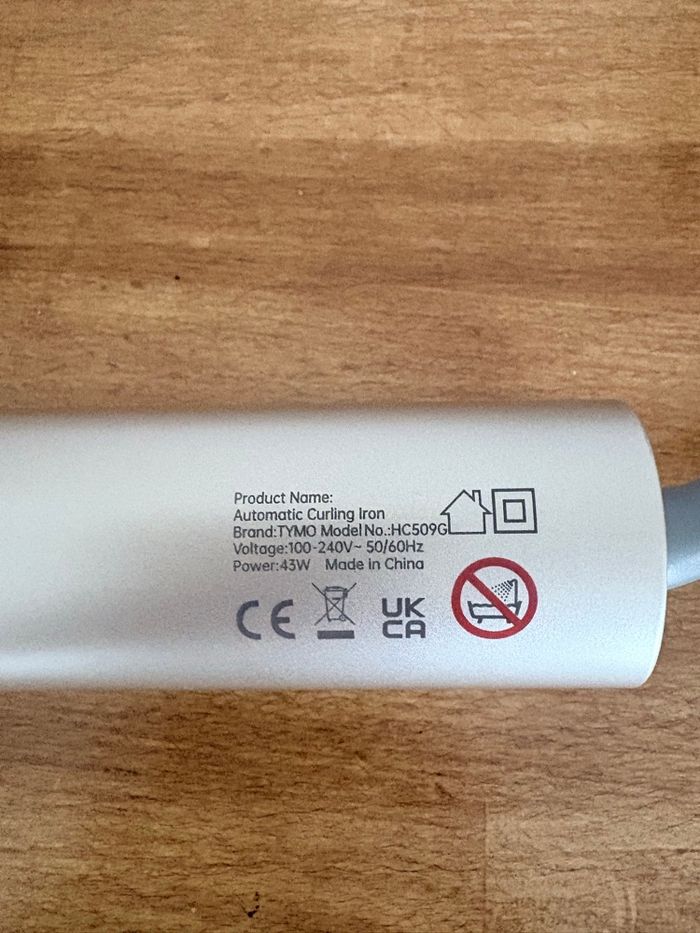 Product Name:
Automatic Curling Iron
Brand:TYMO Model No.:HC509G
Voltage:100-240V~ 50/60Hz
Power:43W Made in China
CE
UK
CA